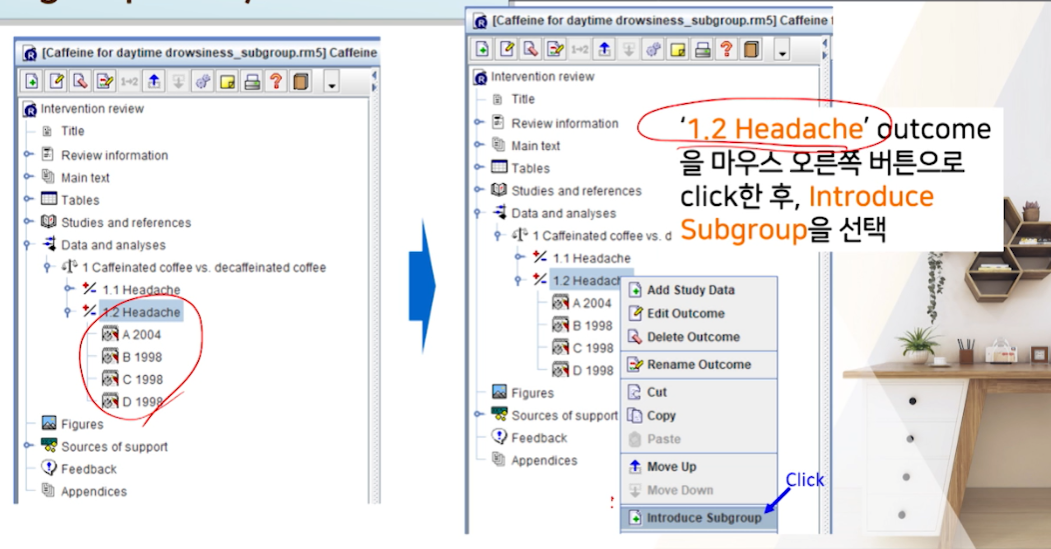 [Caffeine for daytime drowsiness_subgroup.rm5] Caffeine
Intervention review
Title
Review information
Main text
Tables
Studies and references
Data and analyses
1 Caffeinated coffee vs. decaffeinated coffee
1.1 Headache
1.2 Headache
A 2004
B 1998
C 1998
D 1998
Figures
Sources of support
Feedback
Appendices
[Caffeine for daytime drowsiness_subgroup.rm5] Caffeine f
Intervention review
Title
Review information
Main text
Tables
Studies and references
Data and analyses
1 Caffeinated coffee vs. d
1.1 Headache
1.2 Headach
A 2004
B 1998
C 1998
D 1998
Figures
Sources of support
Feedback
Appendices
Add Study Data
Edit Outcome
Delete Outcome
Rename Outcome
Cut
Copy
Paste
Move Up
Move Down
Introduce Subgroup
Click
‘1.2 Headache’ outcome
을 마우스 오른쪽 버튼으로
click한 후, Introduce
Subgroup을 선택